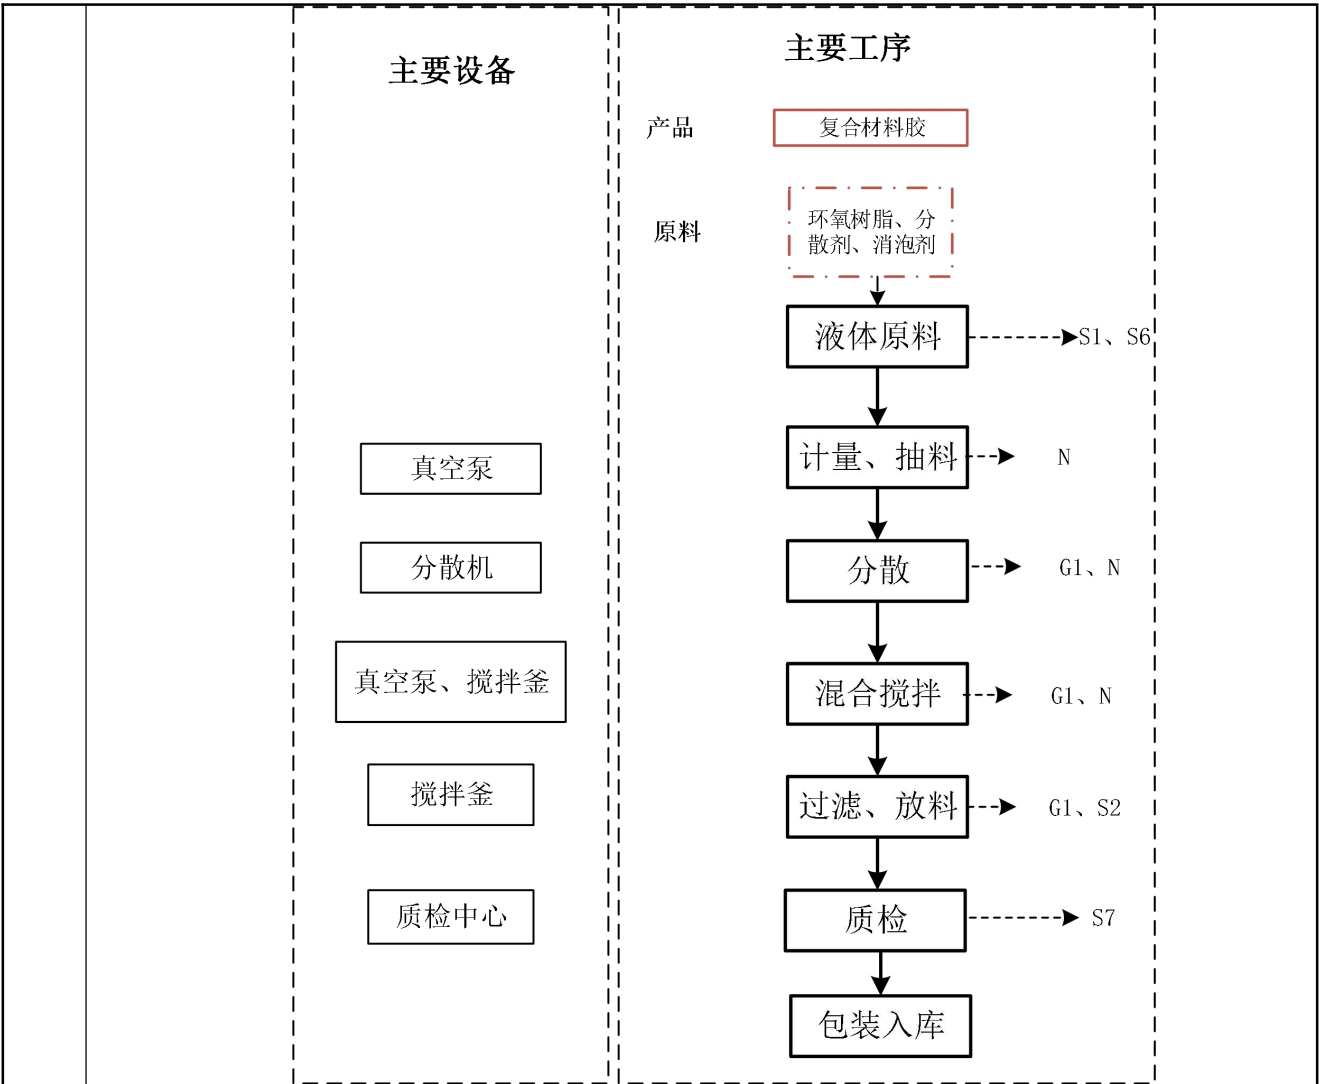 主要设备
主要工序
产品
复合材料胶
原料
环氧树脂、分
散剂、消泡剂
液体原料
S1、S6
真空泵
计量、抽料
N
分散机
分散
G1、N
真空泵、搅拌釜
混合搅拌
G1、N
搅拌釜
过滤、放料
G1、S2
质检中心
质检
S7
包装入库